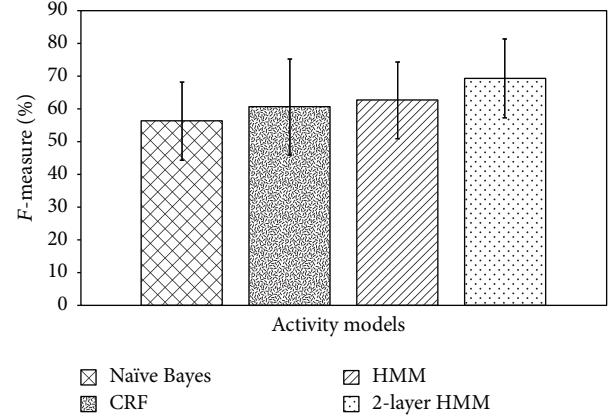 90
80
70
60
50
40
30
20
10
0
F-measure (%)
Activity models
Naïve Bayes
HMM
CRF
2-layer HMM